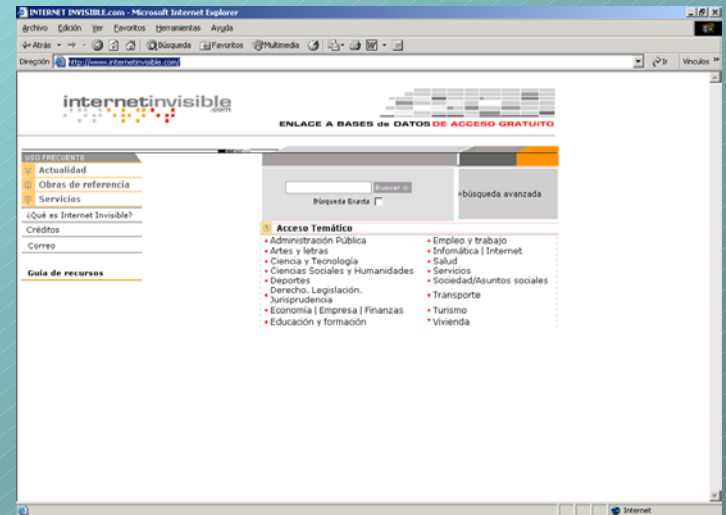 INTERNET INVISIBLE.com - Microsoft Internet Explorer
Archivo Edición Ver Favoritos Herramientas Ayuda
Atrás Búsqueda Favoritos Multimedia
Dirección http://www.internetinvisible.com/ Ir Vínculos »
internetinvisible
.com
ENLACE A BASES de DATOS DE ACCESO GRATUITO
USO FRECUENTE
Actualidad
Obras de referencia
Servicios
¿Qué es Internet Invisible?
Créditos
Correo
Guía de recursos
Buscar
Búsqueda Exacta
búsqueda avanzada
Acceso Temático
Administración Pública
Artes y letras
Ciencia y Tecnología
Ciencias Sociales y Humanidades
Deportes
Derecho. Legislación.
Jurisprudencia
Economía | Empresa | Finanzas
Educación y formación
Empleo y trabajo
Infomática | Internet
Salud
Servicios
Sociedad/Asuntos sociales
Transporte
Turismo
Vivienda
Internet